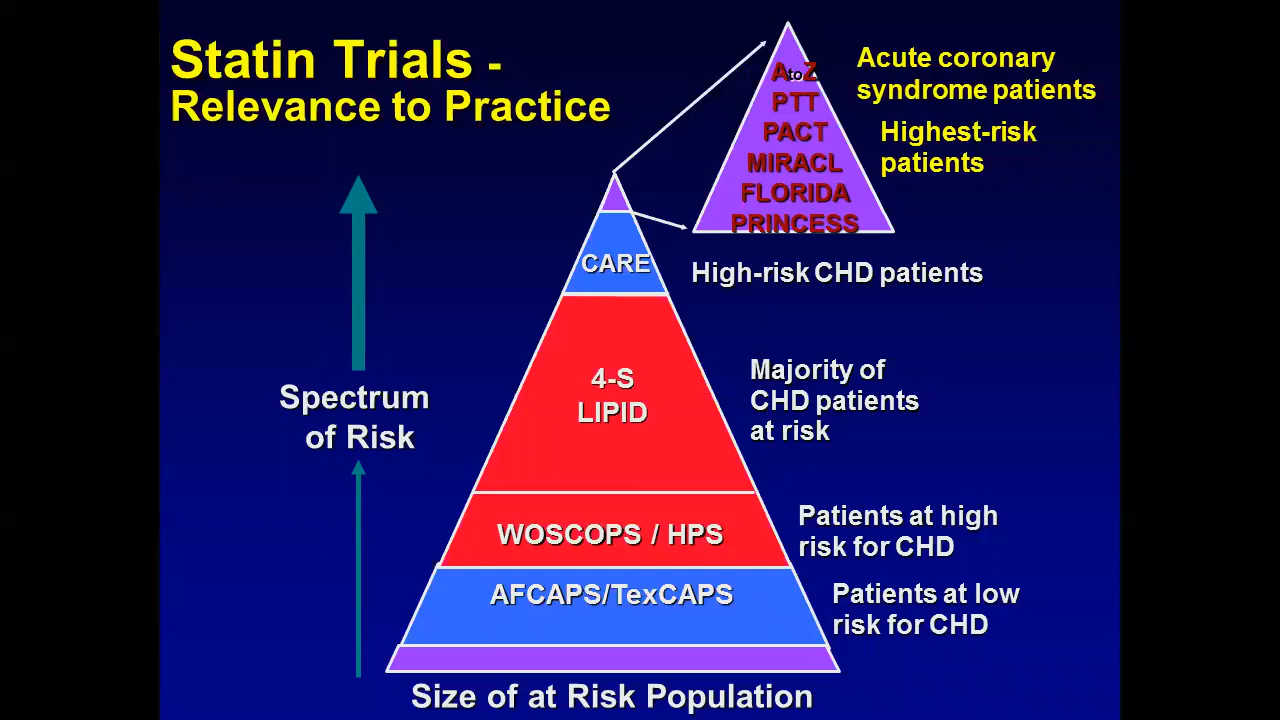 Statin Trials -
Relevance to Practice
AtoZ
PTT
PACT
MIRACL
FLORIDA
PRINCESS
Acute coronary
syndrome patients
Highest-risk
patients
CARE
High-risk CHD patients
4-S
LIPID
Majority of
CHD patients
at risk
Spectrum
of Risk
WOSCOPS / HPS
Patients at high
risk for CHD
AFCAPS/TexCAPS
Patients at low
risk for CHD
Size of at Risk Population